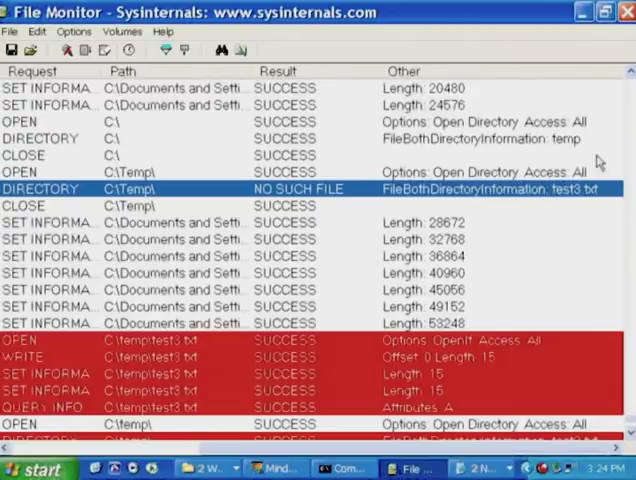 File Monitor - Sysinternals: www.sysinternals.com
File Edit Options Volumes Help
Request Path Result Other
SET INFORMA... C:\Documents and Setti... SUCCESS Length: 20480
SET INFORMA... C:\Documents and Setti... SUCCESS Length: 24576
OPEN C:\ SUCCESS Options: Open Directory Access: All
DIRECTORY C:\ SUCCESS FileBothDirectoryInformation: temp
CLOSE C:\ SUCCESS
OPEN C:\Temp\ SUCCESS Options: Open Directory Access: All
DIRECTORY C:\Temp\ NO SUCH FILE FileBothDirectoryInformation: test3.txt
CLOSE C:\Temp\ SUCCESS
SET INFORMA... C:\Documents and Setti... SUCCESS Length: 28672
SET INFORMA... C:\Documents and Setti... SUCCESS Length: 32768
SET INFORMA... C:\Documents and Setti... SUCCESS Length: 36864
SET INFORMA... C:\Documents and Setti... SUCCESS Length: 40960
SET INFORMA... C:\Documents and Setti... SUCCESS Length: 45056
SET INFORMA... C:\Documents and Setti... SUCCESS Length: 49152
SET INFORMA... C:\Documents and Setti... SUCCESS Length: 53248
OPEN C:\temp\test3.txt SUCCESS Options: OpenIf Access: All
WRITE C:\temp\test3.txt SUCCESS Offset: 0 Length: 15
SET INFORMA... C:\temp\test3.txt SUCCESS Length: 15
SET INFORMA... C:\temp\test3.txt SUCCESS Length: 15
QUERY INFO C:\temp\test3.txt SUCCESS Attributes: A
OPEN C:\temp\ SUCCESS Options: Open Directory Access: All
start 2 W... Mind... Com... File ... 2 N... 3:24 PM